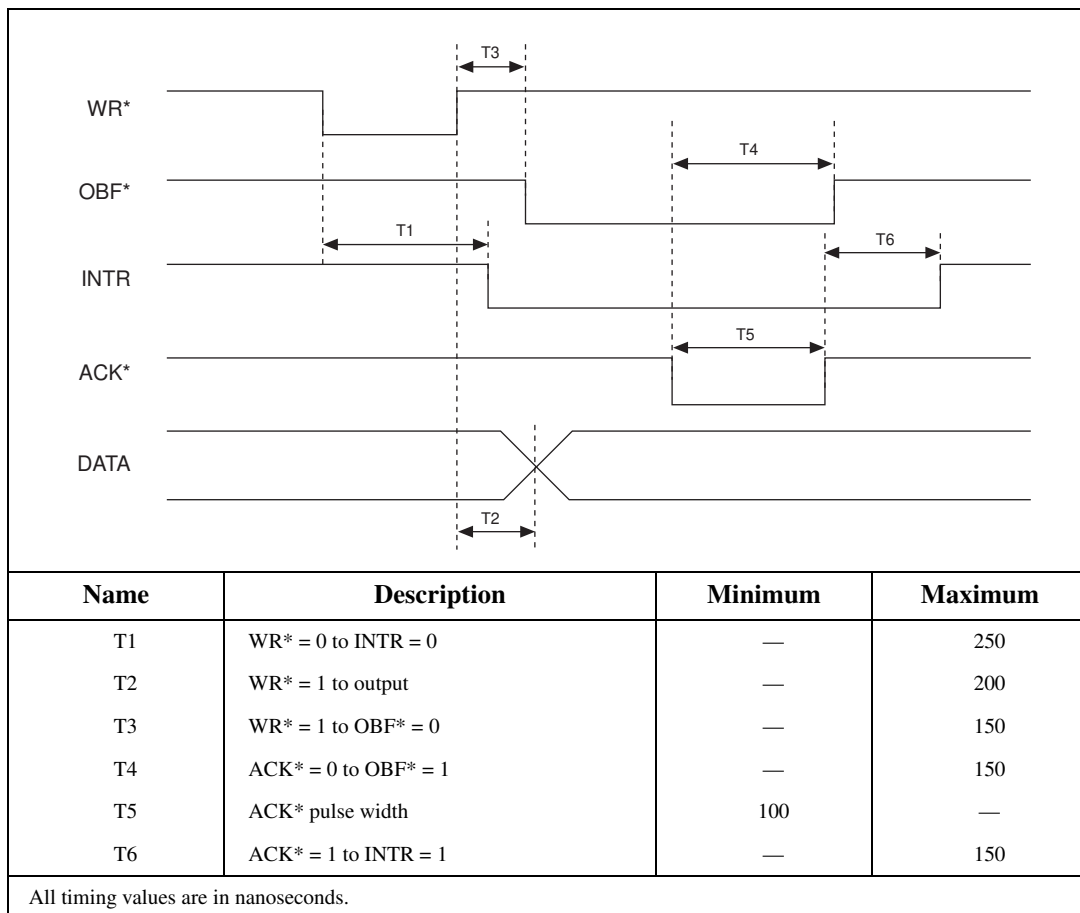 T3
WR*
T4
OBF*
T1
T6
INTR
T5
ACK*
DATA
T2
Name Description Minimum Maximum
T1 WR* = 0 to INTR = 0 — 250
T2 WR* = 1 to output — 200
T3 WR* = 1 to OBF* = 0 — 150
T4 ACK* = 0 to OBF* = 1 — 150
T5 ACK* pulse width 100 —
T6 ACK* = 1 to INTR = 1 — 150
All timing values are in nanoseconds.